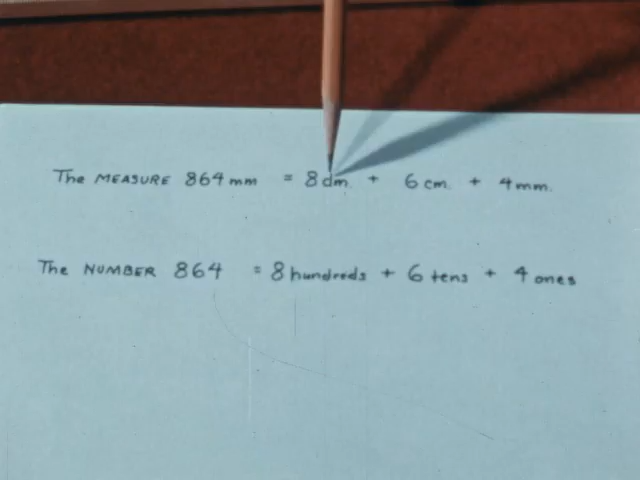 The MEASURE 864 mm = 8 dm. + 6 cm. + 4 mm.
The NUMBER 864 = 8 hundreds + 6 tens + 4 ones